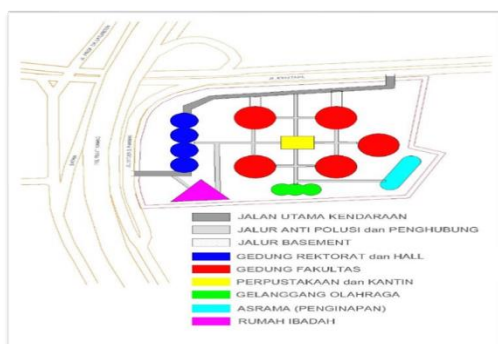 JALAN UTAMA KENDARAAN
JALUR ANTI POLUSI dan PENGHUBUNG
JALUR BASEMENT
GEDUNG REKTORAT dan HALL
GEDUNG FAKULTAS
PERPUSTAKAAN dan KANTIN
GELANGGANG OLAHRAGA
ASRAMA (PENGINAPAN)
RUMAH IBADAH